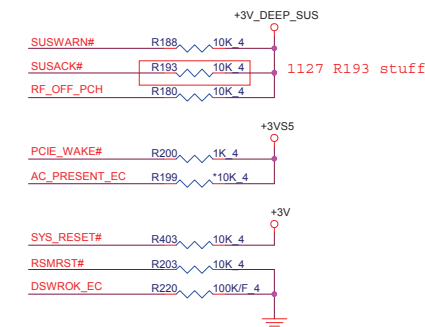 +3V_DEEP_SUS
SUSWARN# R188 10K_4
SUSACK# R193 10K_4 1127 R193 stuff
RF_OFF_PCH R180 10K_4
+3VS5
PCIE_WAKE# R200 1K_4
AC_PRESENT_EC R199 *10K_4
+3V
SYS_RESET# R403 10K_4
RSMRST# R203 10K_4
DSWROK_EC R220 100K/F_4